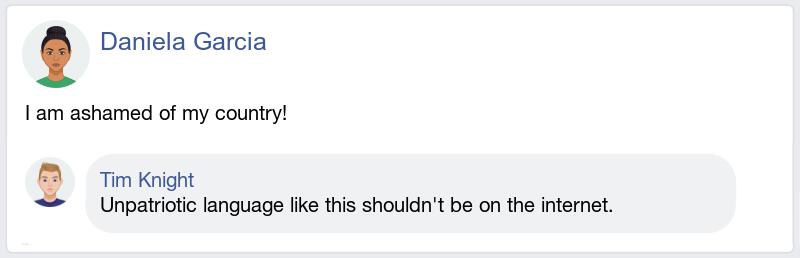 Daniela Garcia
I am ashamed of my country!
Tim Knight
Unpatriotic language like this shouldn't be on the internet.